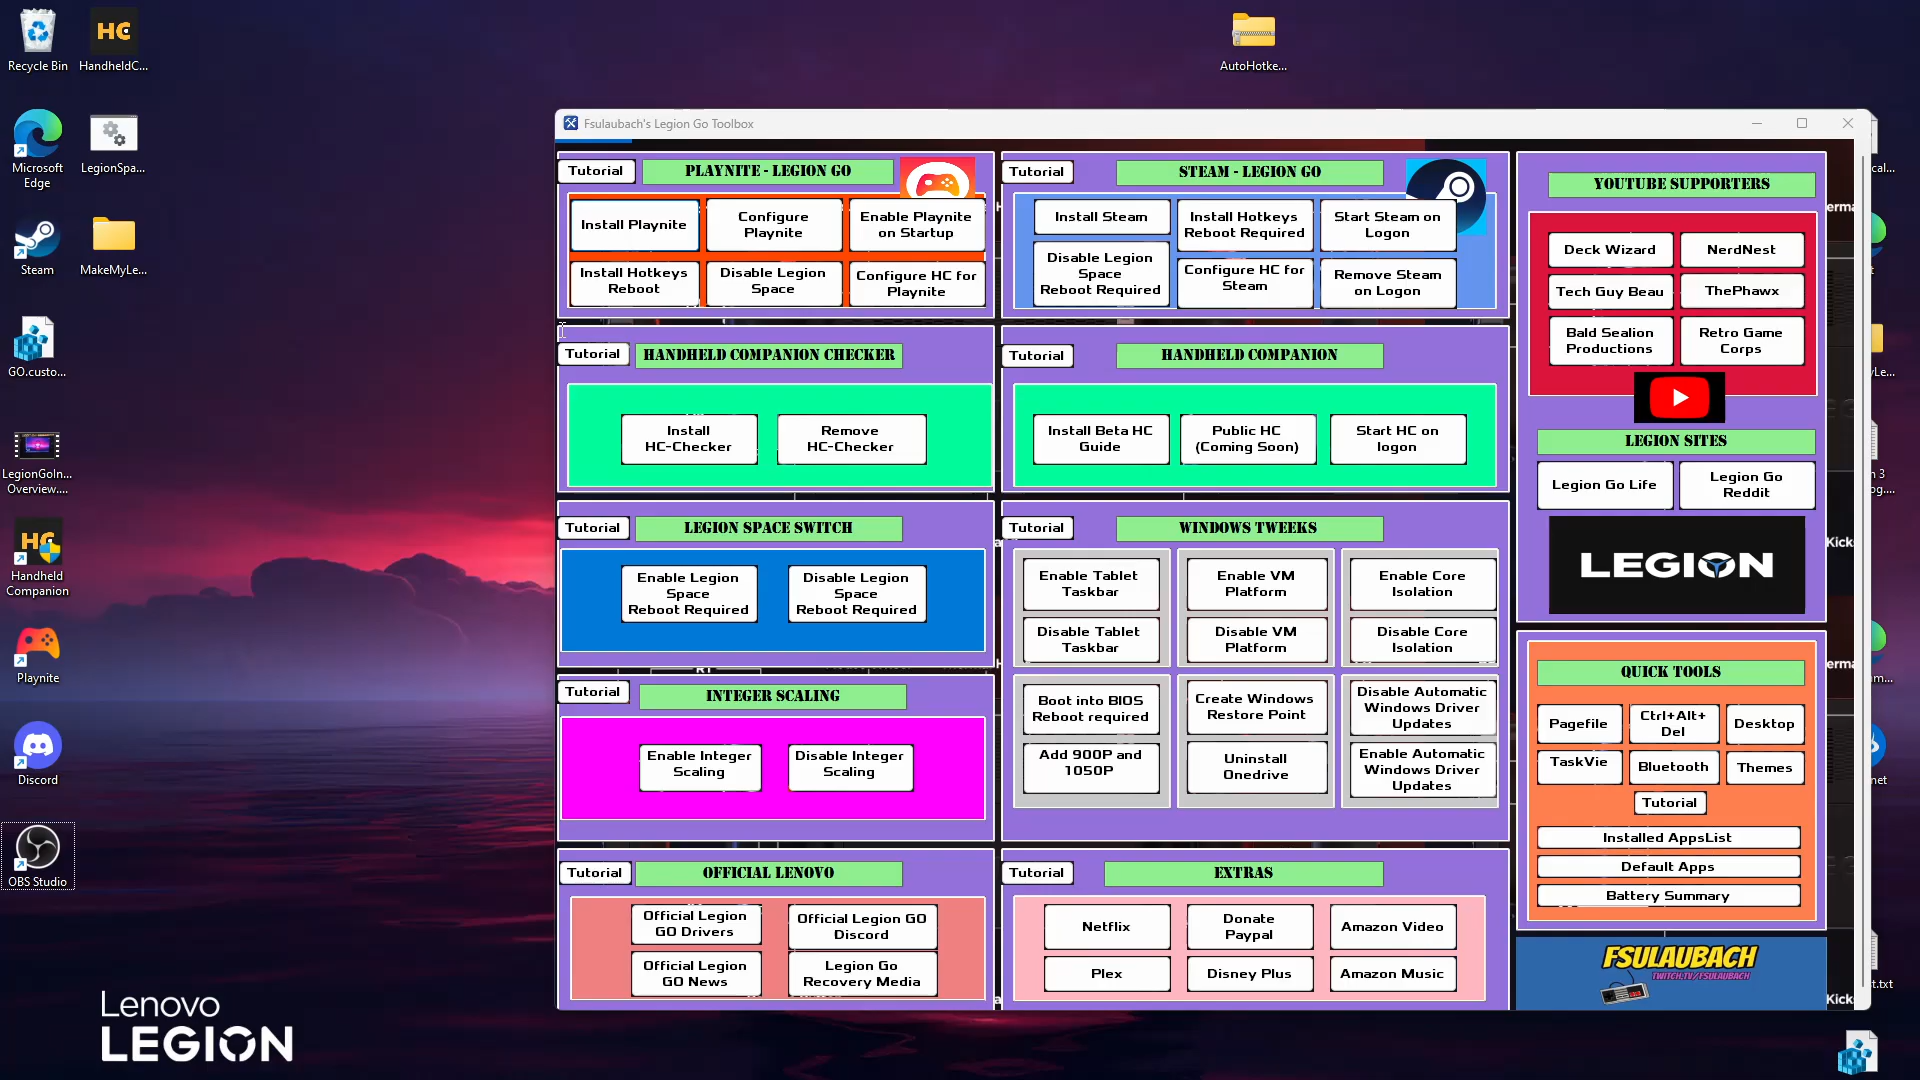 Recycle Bin
HandheldC...
Microsoft
Edge
LegionSpa...
Steam
MakeMyLe...
GO.custo...
LegionGoIn...
Overview....
HC
HC
Handheld
Companion
Playnite
Discord
OBS Studio
Lenovo
LEGION
AutoHotke...
Fsulaubach's Legion Go Toolbox
Tutorial
PLAYNITE - LEGION GO
Install Playnite
Configure
Playnite
Enable Playnite
on Startup
Install Hotkeys
Reboot
Disable Legion
Space
Configure HC for
Playnite
Tutorial
STEAM - LEGION GO
Install Steam
Install Hotkeys
Reboot Required
Start Steam on
Logon
Disable Legion
Space
Reboot Required
Configure HC for
Steam
Remove Steam
on Logon
Tutorial
HANDHELD COMPANION CHECKER
Install
HC-Checker
Remove
HC-Checker
Tutorial
HANDHELD COMPANION
Install Beta HC
Guide
Public HC
(Coming Soon)
Start HC on
logon
Tutorial
LEGION SPACE SWITCH
Enable Legion
Space
Reboot Required
Disable Legion
Space
Reboot Required
Tutorial
WINDOWS TWEEKS
Enable Tablet
Taskbar
Enable VM
Platform
Enable Core
Isolation
Disable Tablet
Taskbar
Disable VM
Platform
Disable Core
Isolation
Boot into BIOS
Reboot required
Create Windows
Restore Point
Disable Automatic
Windows Driver
Updates
Add 900P and
1050P
Uninstall
Onedrive
Enable Automatic
Windows Driver
Updates
Tutorial
INTEGER SCALING
Enable Integer
Scaling
Disable Integer
Scaling
Tutorial
OFFICIAL LENOVO
Official Legion
GO Drivers
Official Legion GO
Discord
Official Legion
GO News
Legion Go
Recovery Media
Tutorial
EXTRAS
Netflix
Donate
Paypal
Amazon Video
Plex
Disney Plus
Amazon Music
YOUTUBE SUPPORTERS
Deck Wizard
NerdNest
Tech Guy Beau
ThePhawx
Bald Sealion
Productions
Retro Game
Corps
LEGION SITES
Legion Go Life
Legion Go
Reddit
LEGION
QUICK TOOLS
Pagefile
Ctrl+Alt+
Del
Desktop
TaskVie
Bluetooth
Themes
Tutorial
Installed AppsList
Default Apps
Battery Summary
FSULAUBACH
TWITCH.TV/FSULAUBACH